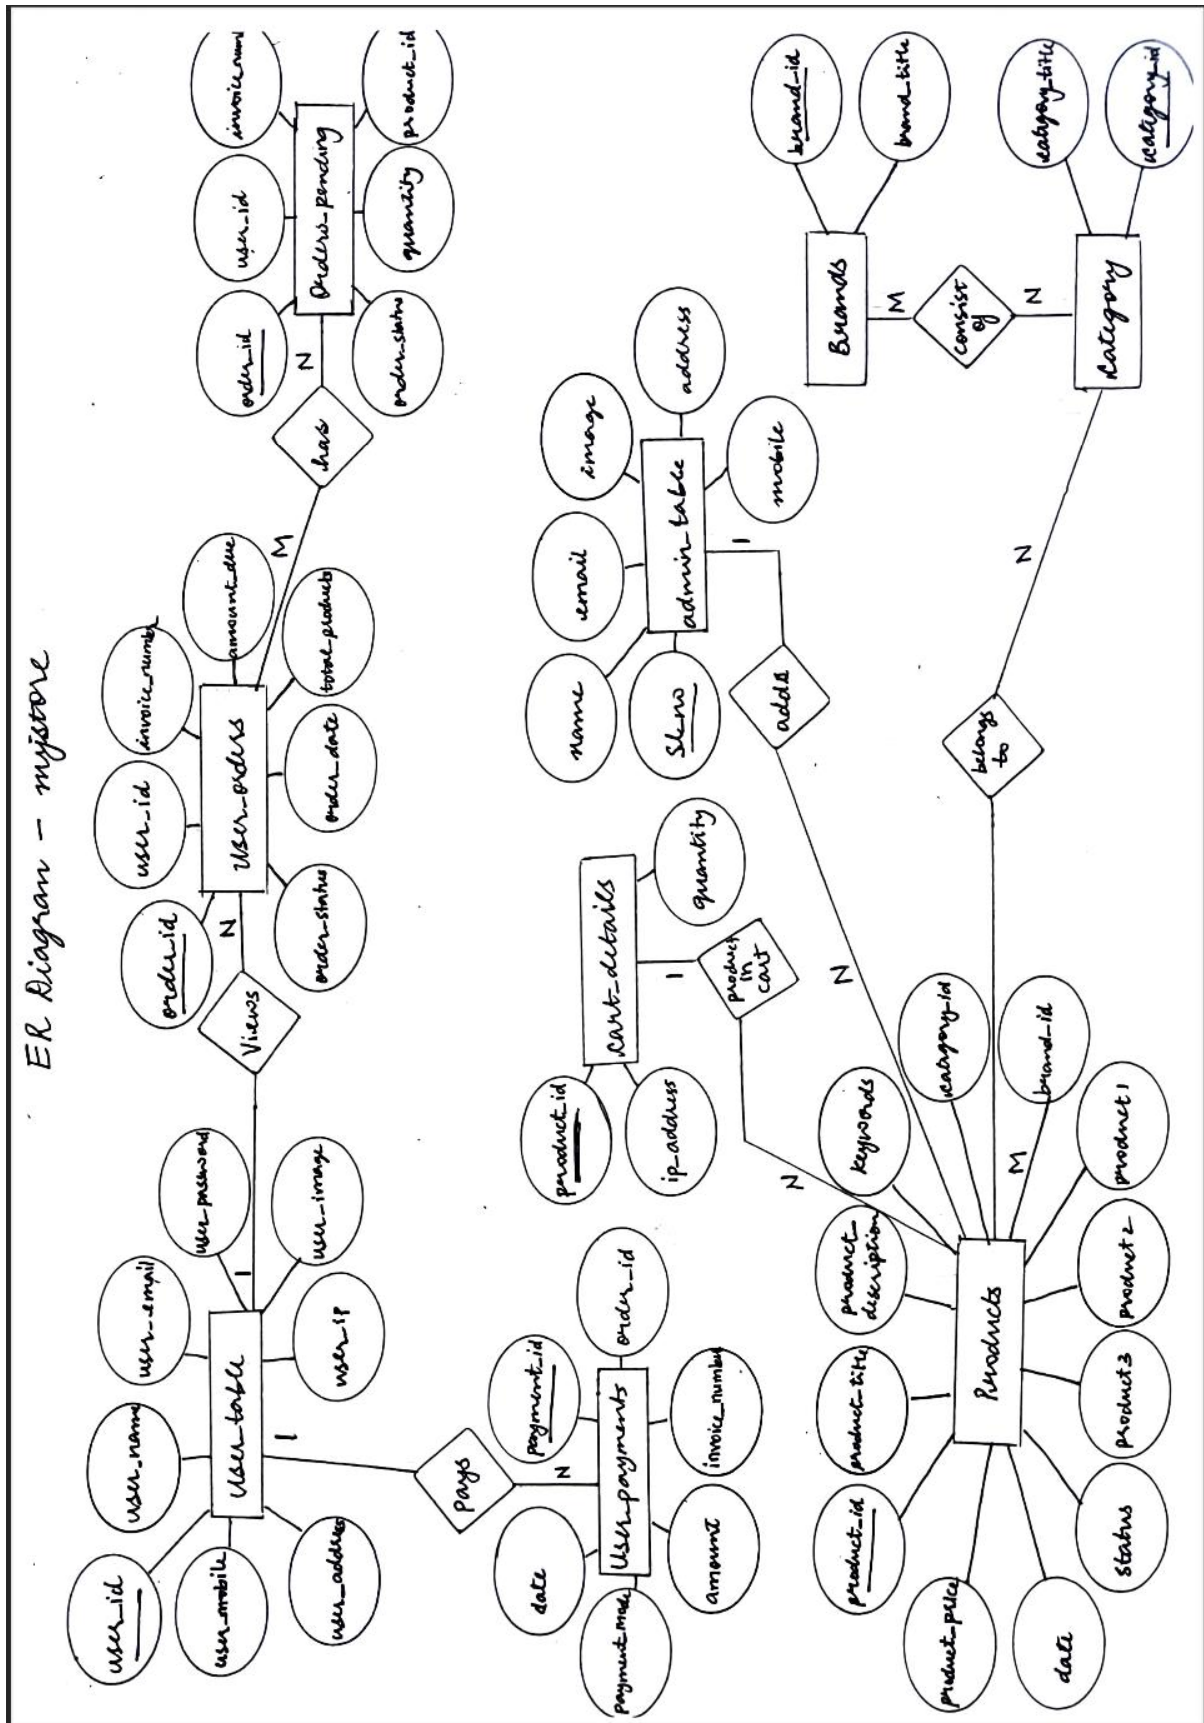 ER Diagram - mystore
user_id
user_name
user_email
user_password
user_mobile
user_address
user_ip
user_image
user_table
1
Views
N
order_id
user_id
invoice_number
amount_due
user_orders
order_status
order_date
total_products
M
has
N
order_id
user_id
invoice_num
orders_pending
order_status
quantity
product_id
1
pays
N
date
payment_id
order_id
payment_mode
amount
invoice_number
user_payments
product_id
ip_address
quantity
cart_details
1
product
in
cart
N
name
email
image
address
Sl.no
mobile
admin_table
1
adds
N
product_id
product_title
product_
description
keywords
category_id
brand_id
product_price
date
status
product3
product2
product1
Products
M
belongs
to
N
Brands
brand_id
brand_title
M
consist
of
N
Category
category_title
category_id